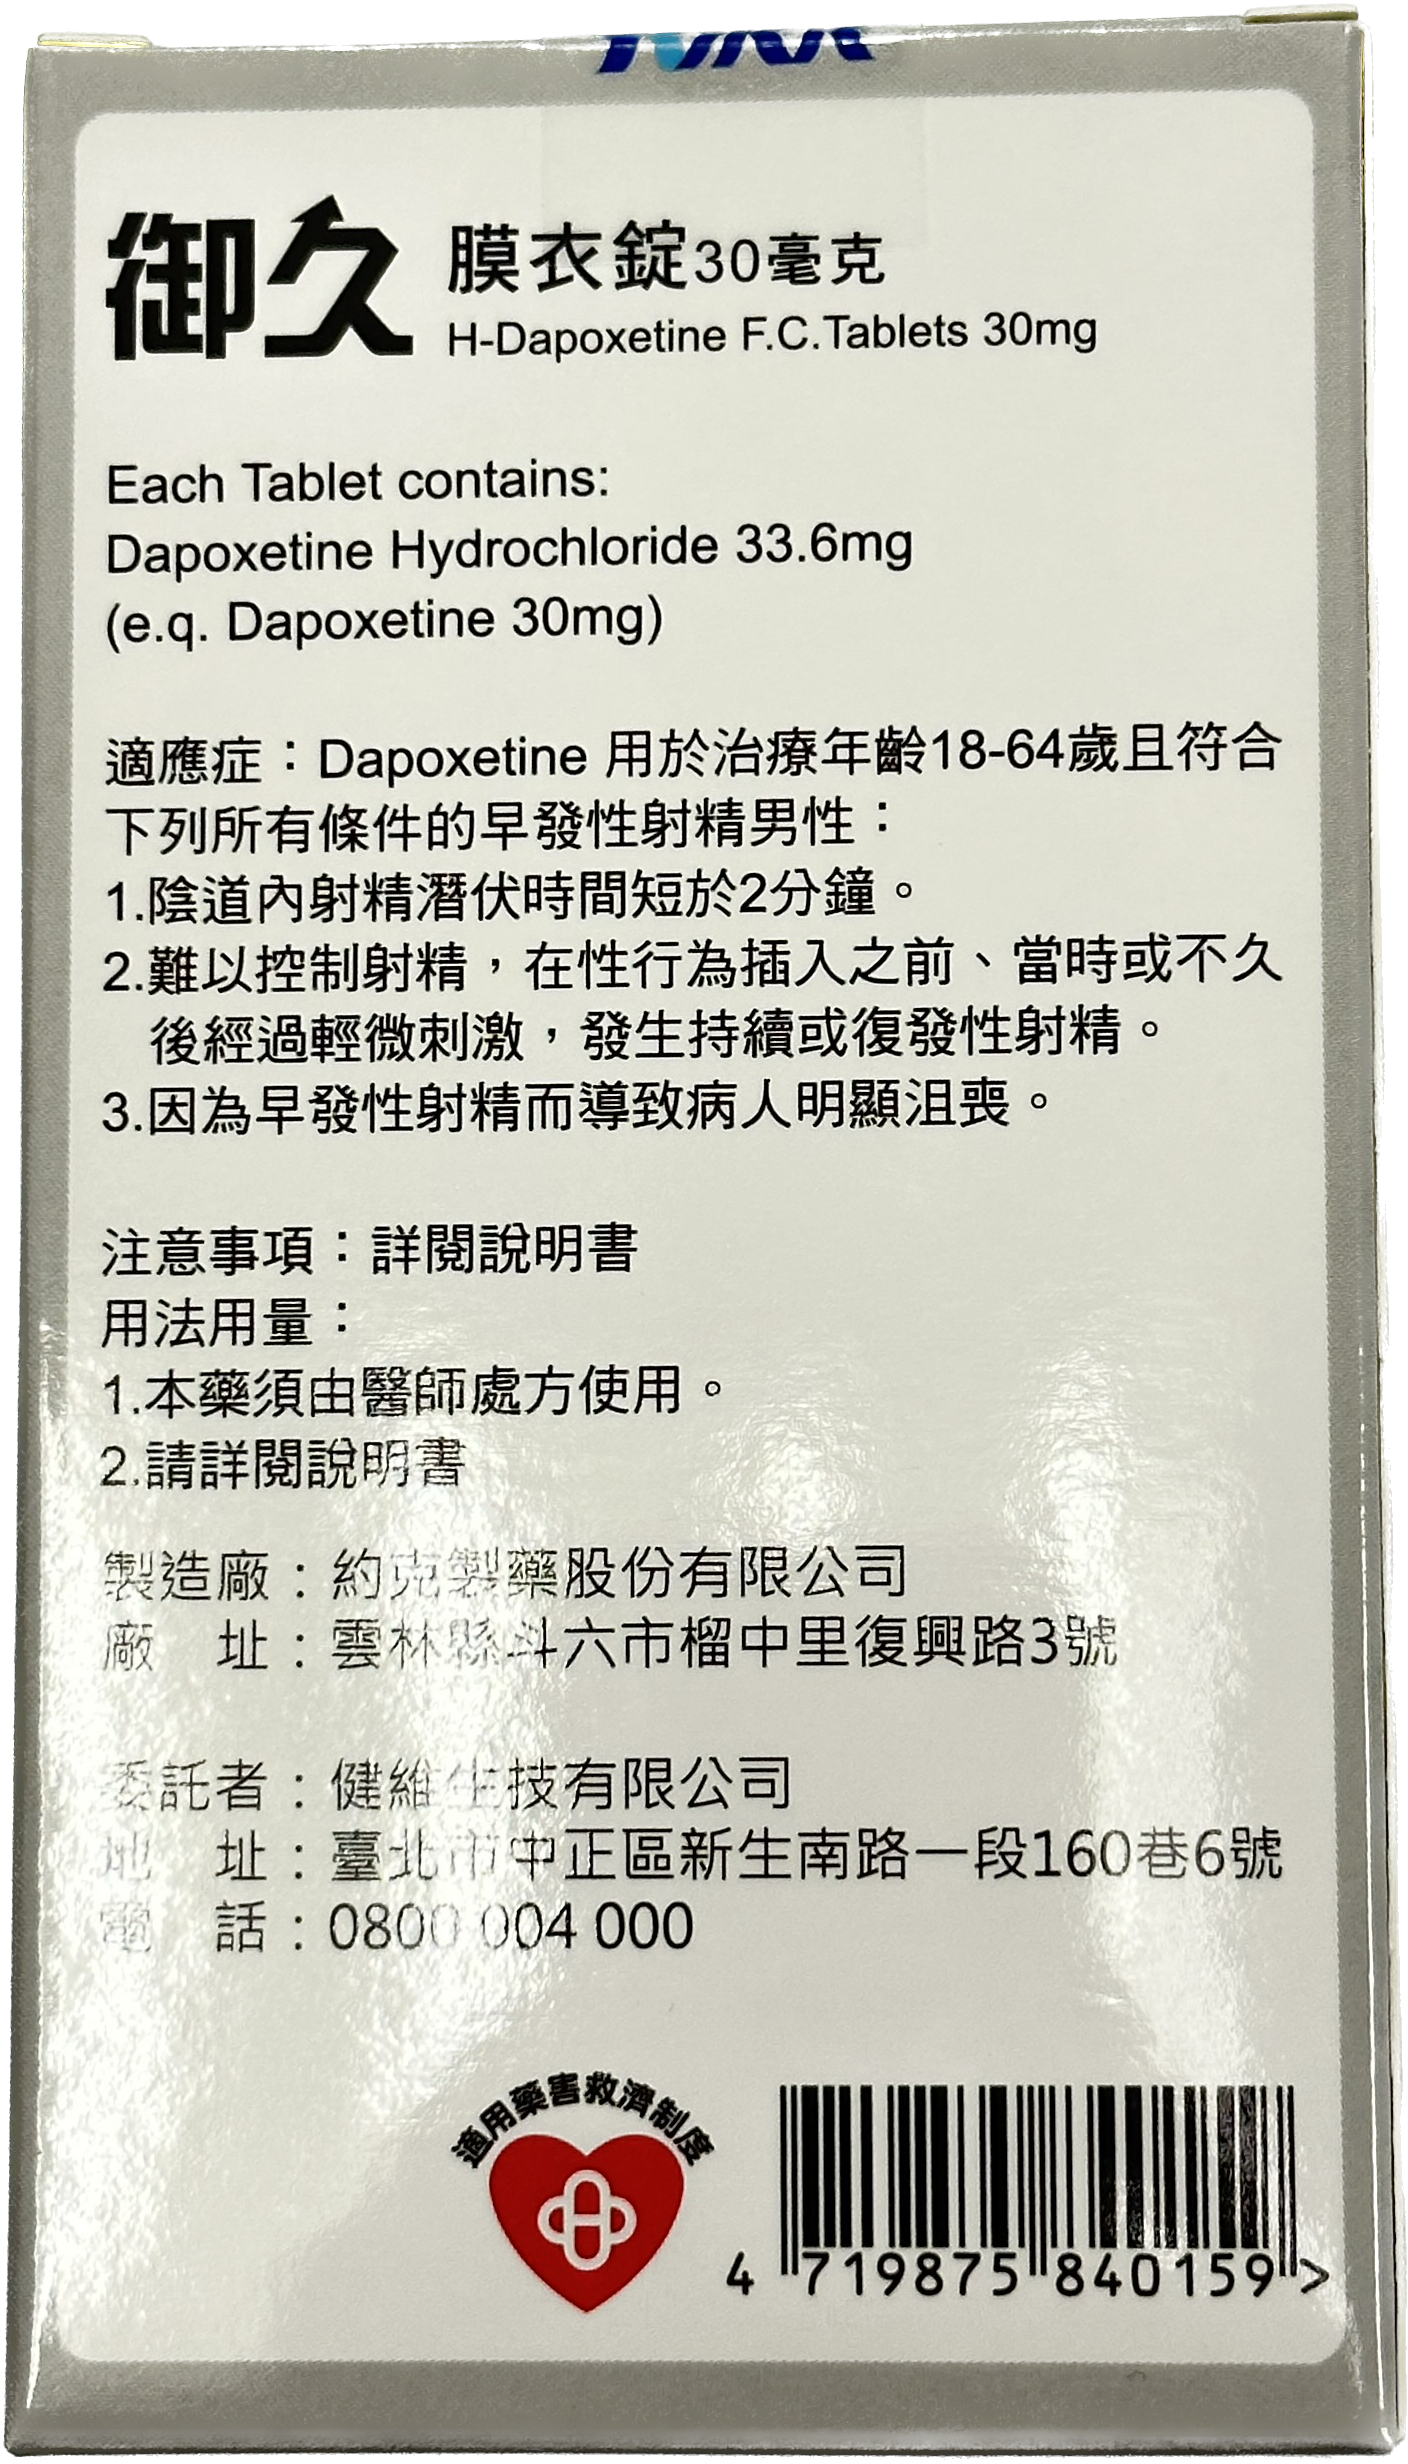 御久 膜衣錠30毫克
H-Dapoxetine F.C.Tablets 30mg
Each Tablet contains:
Dapoxetine Hydrochloride 33.6mg
(e.q. Dapoxetine 30mg)
適應症：Dapoxetine 用於治療年齡18-64歲且符合
下列所有條件的早發性射精男性：
1.陰道內射精潛伏時間短於2分鐘。
2.難以控制射精，在性行為插入之前、當時或不久
後經過輕微刺激，發生持續或復發性射精。
3.因為早發性射精而導致病人明顯沮喪。
注意事項：詳閱說明書
用法用量：
1.本藥須由醫師處方使用。
2.請詳閱說明書
製造廠：約克製藥股份有限公司
廠　址：雲林縣斗六市榴中里復興路3號
委託者：健維生技有限公司
地　址：臺北市中正區新生南路一段160巷6號
電　話：0800 004 000
適用藥害救濟制度
4 719875 840159 >